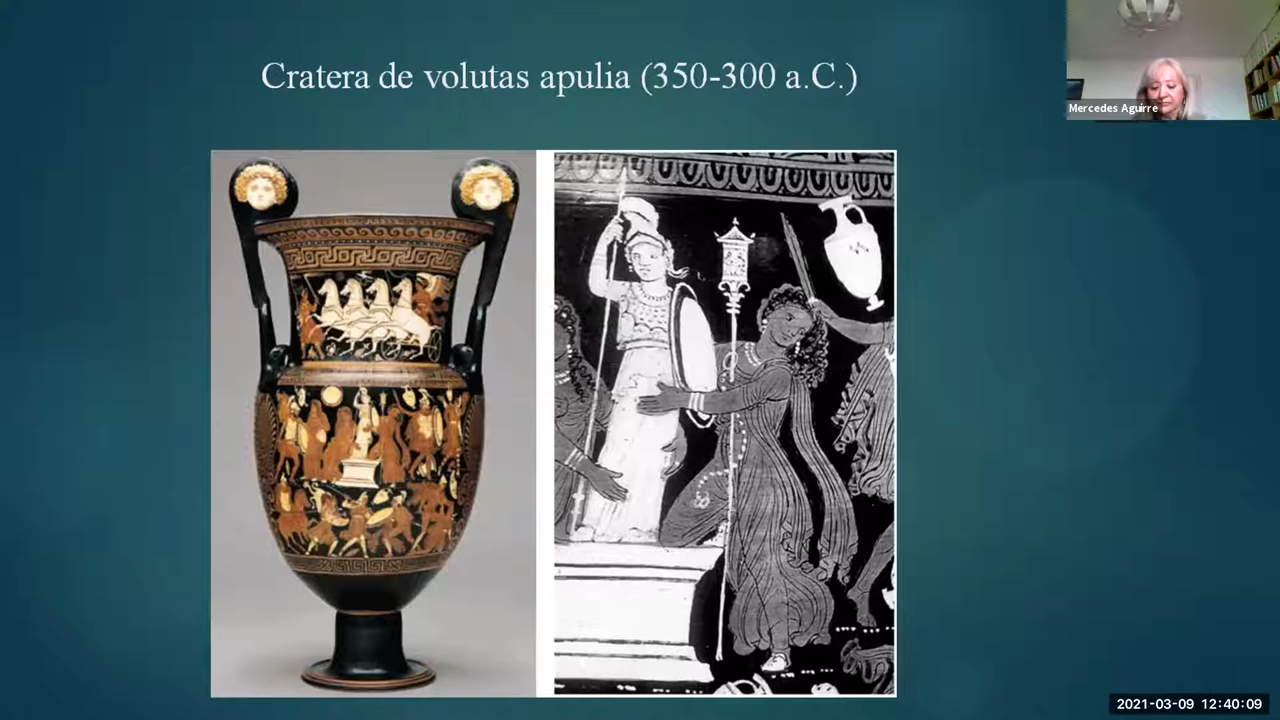 Cratera de volutas apulia (350-300 a.C.)
Mercedes Aguirre
2021-03-09 12:40:09